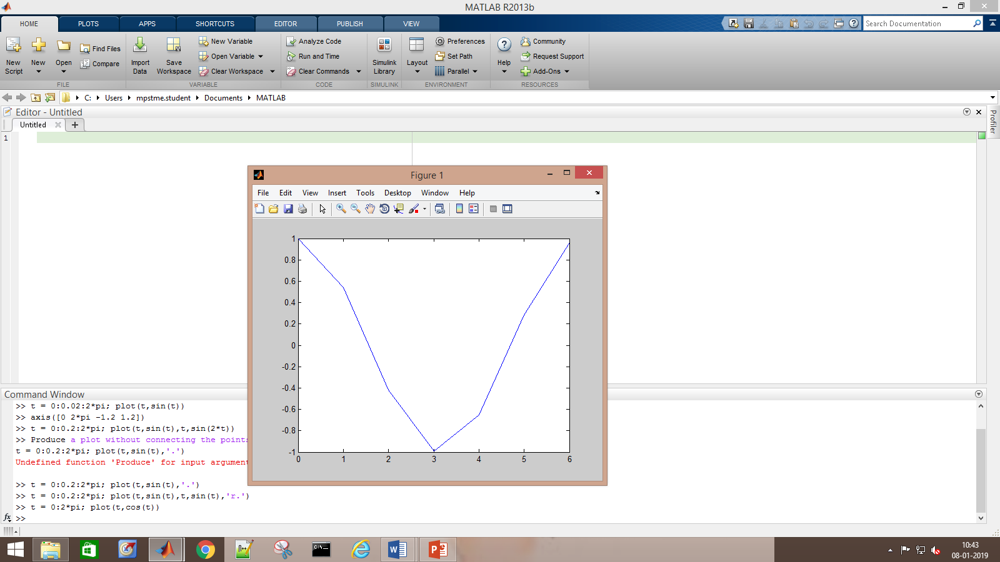 MATLAB R2013b
HOME PLOTS APPS SHORTCUTS EDITOR PUBLISH VIEW
Search Documentation
New Script
New
Open
Find Files
Compare
Import Data
Save Workspace
New Variable
Open Variable
Clear Workspace
Analyze Code
Run and Time
Clear Commands
Simulink Library
Layout
Preferences
Set Path
Parallel
Help
Community
Request Support
Add-Ons
FILE VARIABLE CODE SIMULINK ENVIRONMENT RESOURCES
C: Users mpstme.student Documents MATLAB
Editor - Untitled
Untitled
Profiler
1
Figure 1
File Edit View Insert Tools Desktop Window Help
1
0.8
0.6
0.4
0.2
0
-0.2
-0.4
-0.6
-0.8
-1
0 1 2 3 4 5 6
Command Window
>> t = 0:0.02:2*pi; plot(t,sin(t))
>> axis([0 2*pi -1.2 1.2])
>> t = 0:0.2:2*pi; plot(t,sin(t),t,sin(2*t))
>> Produce a plot without connecting the points
t = 0:0.2:2*pi; plot(t,sin(t),'.')
Undefined function 'Produce' for input argument
>> t = 0:0.2:2*pi; plot(t,sin(t),'.')
>> t = 0:0.2:2*pi; plot(t,sin(t),t,sin(t),'r.')
>> t = 0:2*pi; plot(t,cos(t))
fx >>
10:43
08-01-2019